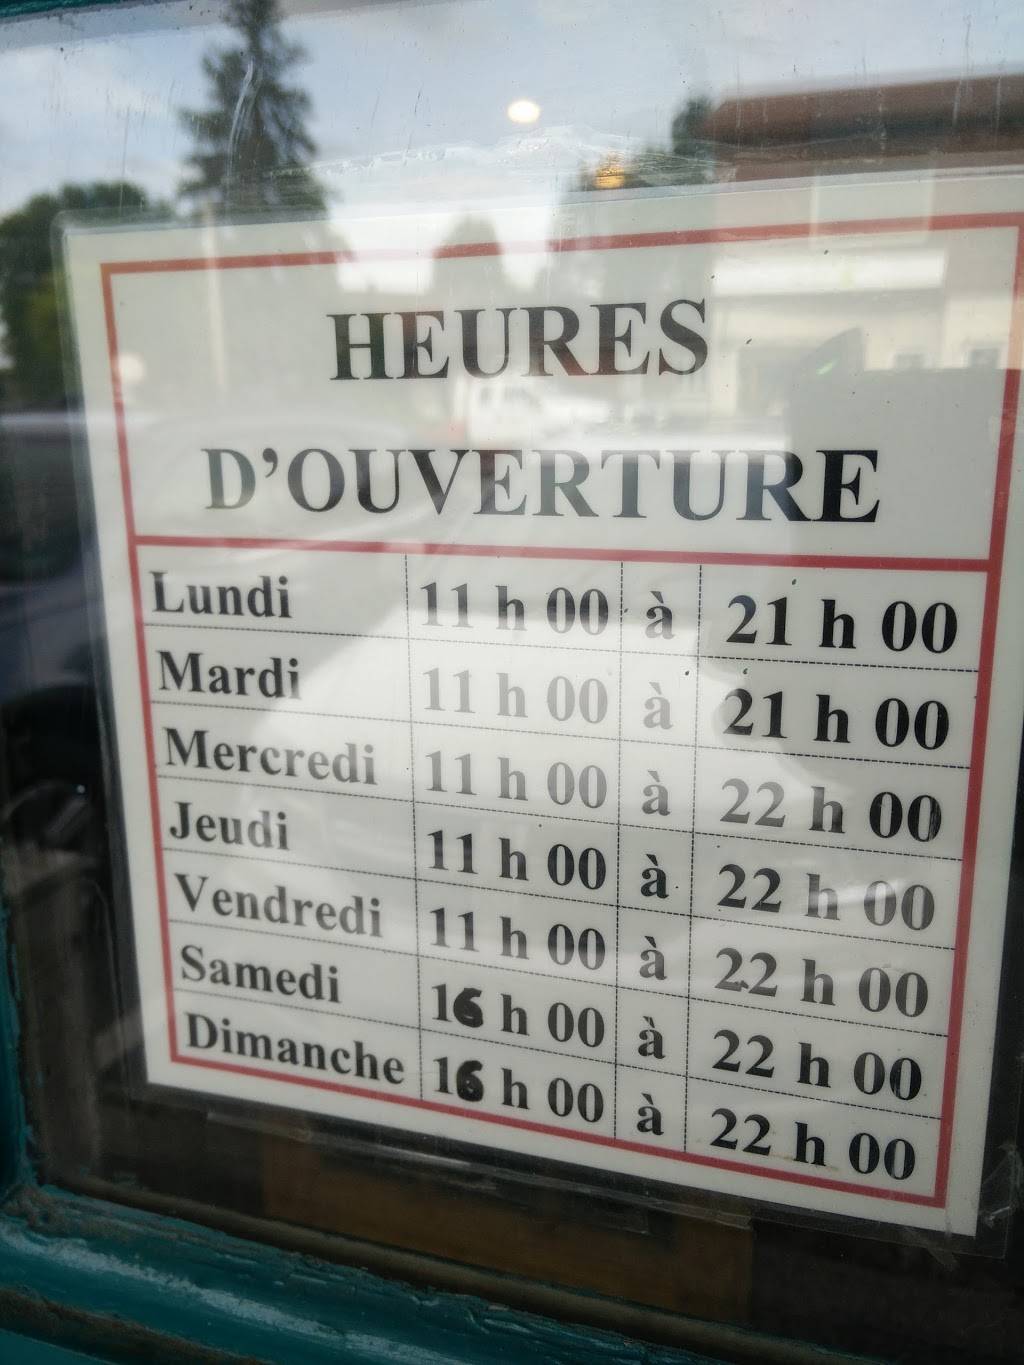 HEURES
D'OUVERTURE
Lundi 11 h 00 à 21 h 00
Mardi 11 h 00 à 21 h 00
Mercredi 11 h 00 à 22 h 00
Jeudi 11 h 00 à 22 h 00
Vendredi 11 h 00 à 22 h 00
Samedi 16 h 00 à 22 h 00
Dimanche 16 h 00 à 22 h 00